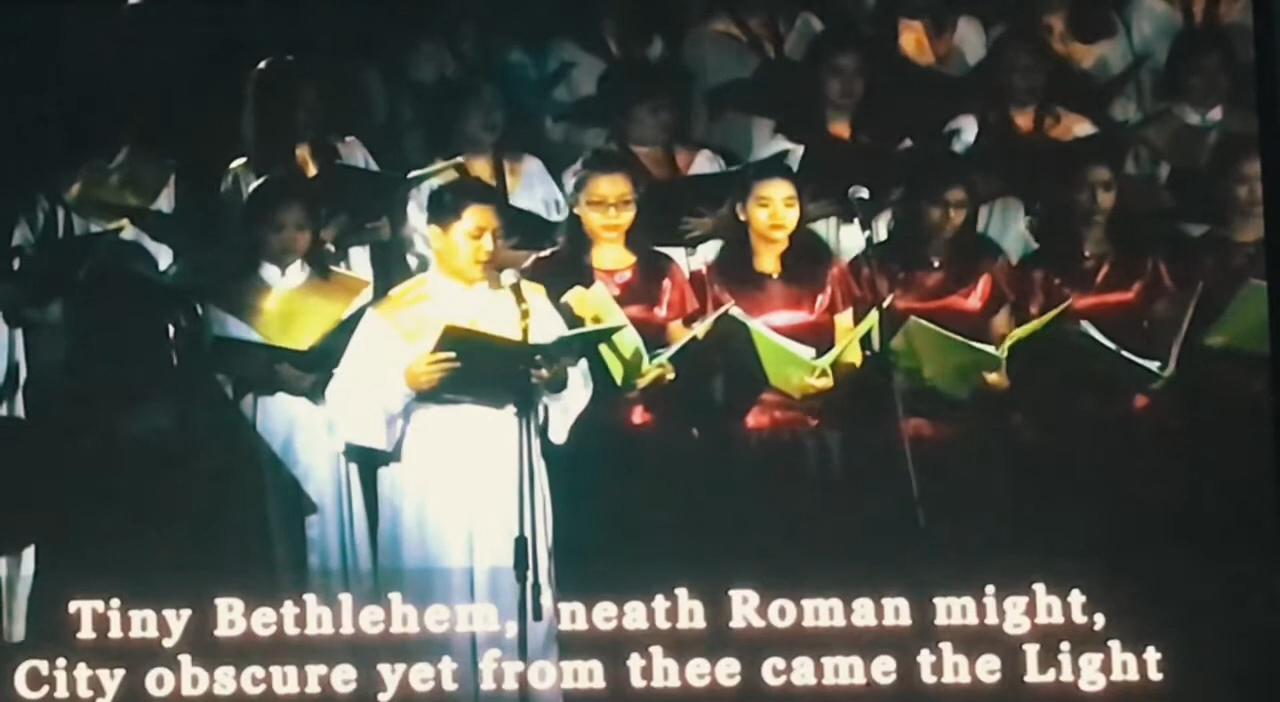 Tiny Bethlehem, 'neath Roman might,
City obscure yet from thee came the Light